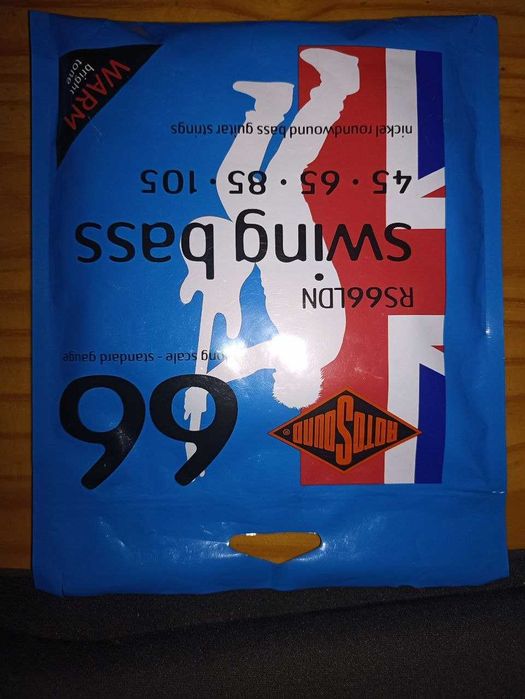 ROTOSOUND®
66
long scale - standard gauge
RS66LDN
swing bass
45 · 65 · 85 · 105
nickel roundwound bass guitar strings
WARM
bright tone